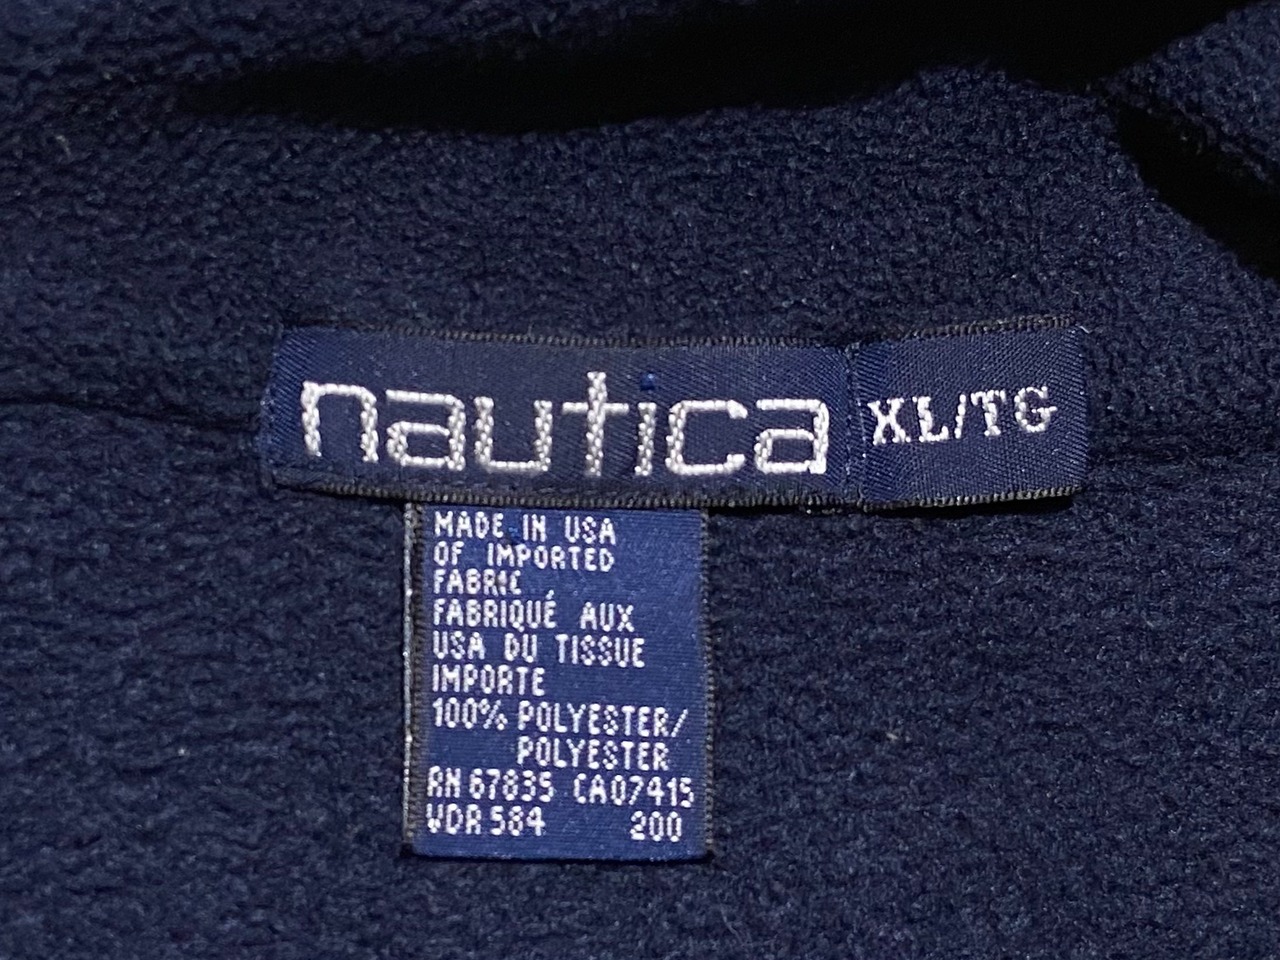 nautica XL/TG
MADE IN USA
OF IMPORTED
FABRIC
FABRIQUÉ AUX
USA DU TISSUE
IMPORTE
100% POLYESTER/
POLYESTER
RN 67835 CA07415
VDR 584 200